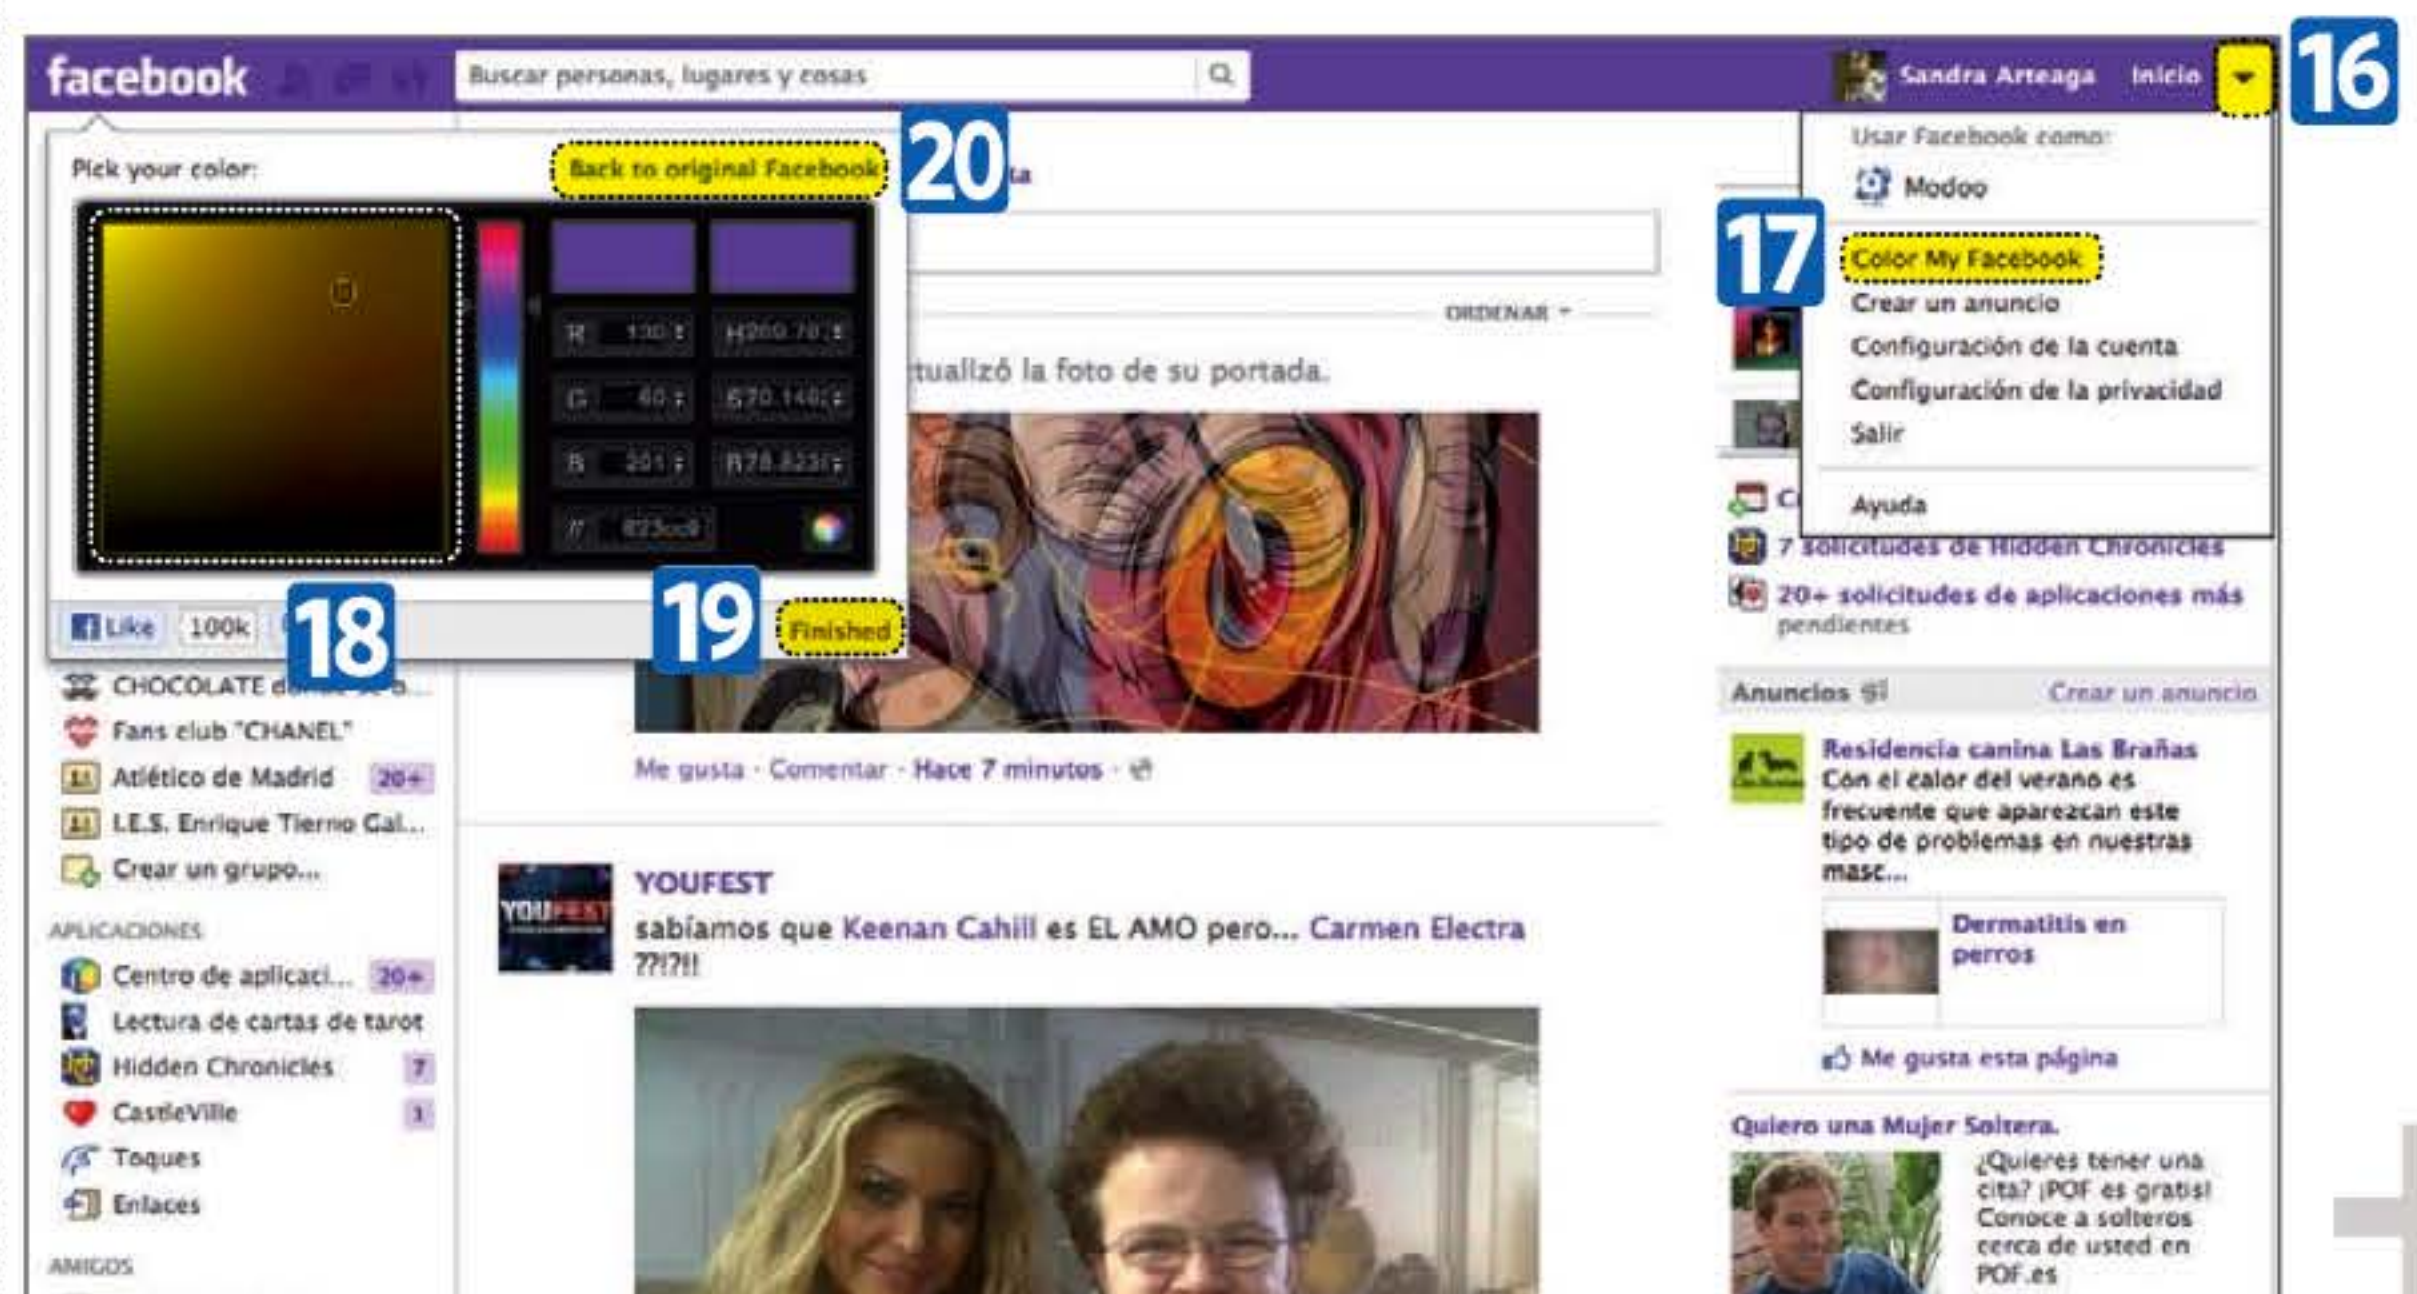 facebook
Buscar personas, lugares y cosas
Sandra Arteaga
Inicio
16
Pick your color:
Back to original Facebook
20
ta
R 130
G 60
B 201
#
18
19
Like
100k
Finished
Usar Facebook como:
Modoo
17
Color My Facebook
Crear un anuncio
Configuración de la cuenta
Configuración de la privacidad
Salir
Ayuda
ORDENAR
tualizó la foto de su portada.
Me gusta · Comentar · Hace 7 minutos ·
CHOCOLATE
Fans club "CHANEL"
Atlético de Madrid 20+
I.E.S. Enrique Tierno Gal...
Crear un grupo...
APLICACIONES
Centro de aplicaci... 20+
Lectura de cartas de tarot
Hidden Chronicles 7
CastleVille 1
Toques
Enlaces
AMIGOS
YOUFEST
YOUFEST
sabíamos que Keenan Cahill es EL AMO pero... Carmen Electra
??!?!!
7 solicitudes de Hidden Chronicles
20+ solicitudes de aplicaciones más
pendientes
Anuncios
Crear un anuncio
Residencia canina Las Brañas
Con el calor del verano es
frecuente que aparezcan este
tipo de problemas en nuestras
masc...
Dermatitis en
perros
Me gusta esta página
Quiero una Mujer Soltera.
¿Quieres tener una
cita? ¡POF es gratis!
Conoce a solteros
cerca de usted en
POF.es